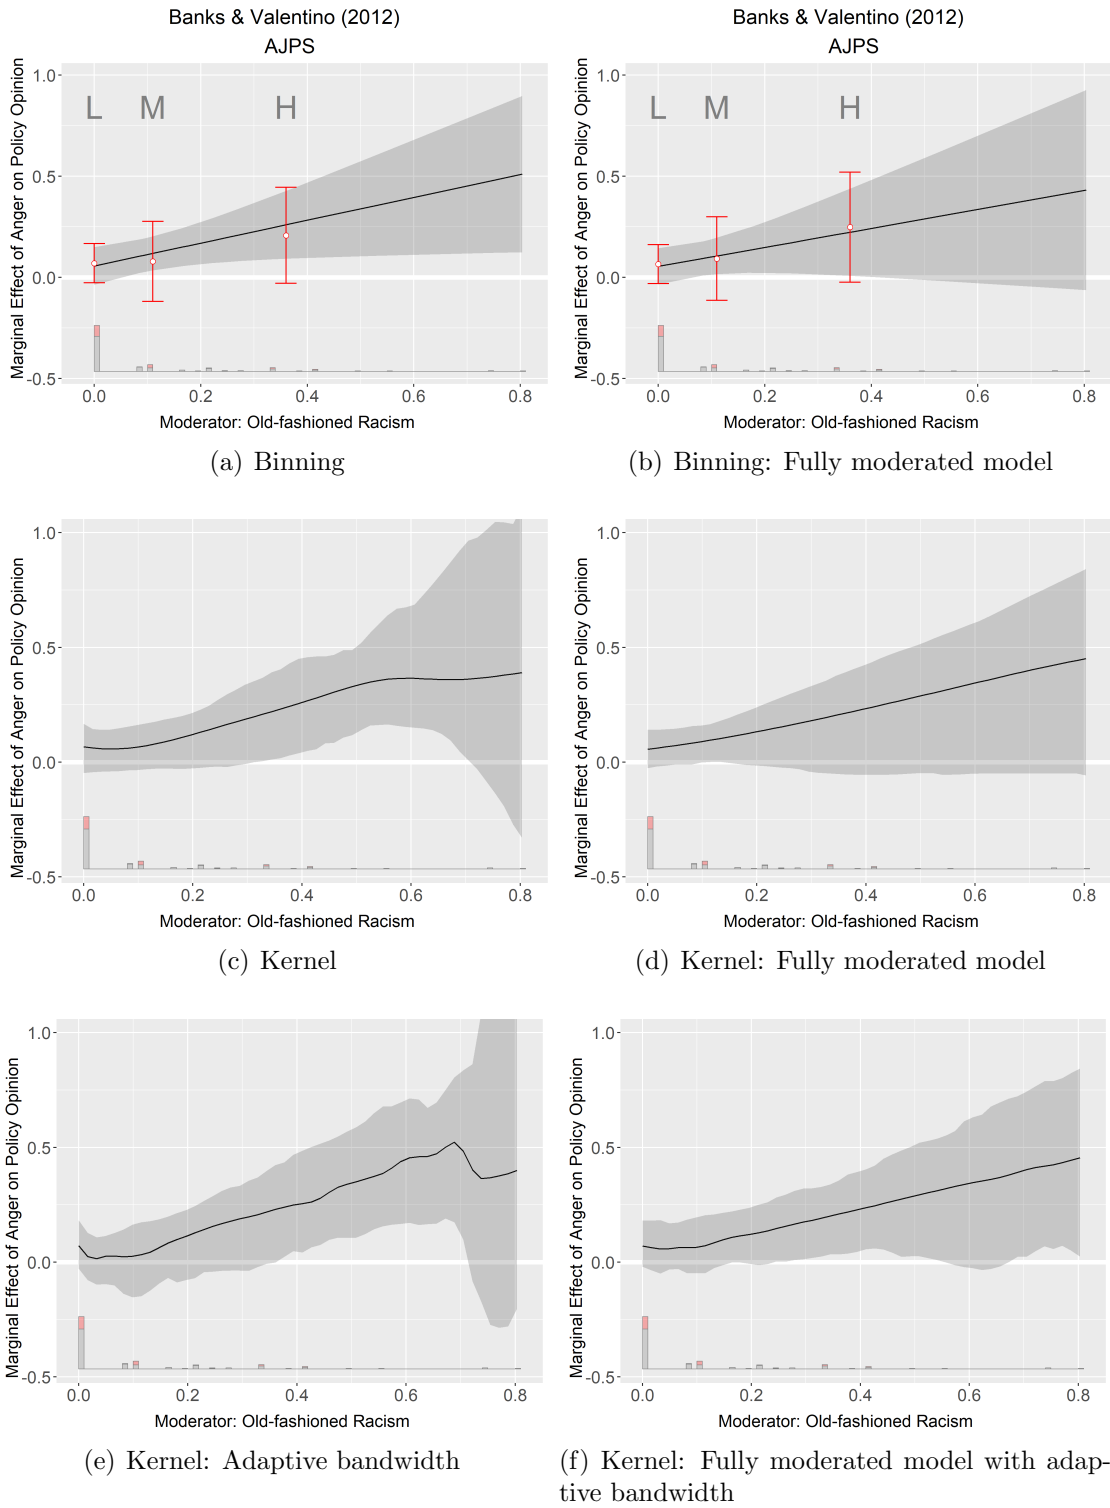 Banks & Valentino (2012)
AJPS
Marginal Effect of Anger on Policy Opinion
1.0
0.5
0.0
-0.5
L M H
0.0 0.2 0.4 0.6 0.8
Moderator: Old-fashioned Racism
(a) Binning
Banks & Valentino (2012)
AJPS
Marginal Effect of Anger on Policy Opinion
1.0
0.5
0.0
-0.5
L M H
0.0 0.2 0.4 0.6 0.8
Moderator: Old-fashioned Racism
(b) Binning: Fully moderated model
Marginal Effect of Anger on Policy Opinion
1.0
0.5
0.0
-0.5
0.0 0.2 0.4 0.6 0.8
Moderator: Old-fashioned Racism
(c) Kernel
Marginal Effect of Anger on Policy Opinion
1.0
0.5
0.0
-0.5
0.0 0.2 0.4 0.6 0.8
Moderator: Old-fashioned Racism
(d) Kernel: Fully moderated model
Marginal Effect of Anger on Policy Opinion
1.0
0.5
0.0
-0.5
0.0 0.2 0.4 0.6 0.8
Moderator: Old-fashioned Racism
(e) Kernel: Adaptive bandwidth
Marginal Effect of Anger on Policy Opinion
1.0
0.5
0.0
-0.5
0.0 0.2 0.4 0.6 0.8
Moderator: Old-fashioned Racism
(f) Kernel: Fully moderated model with adap-
tive bandwidth